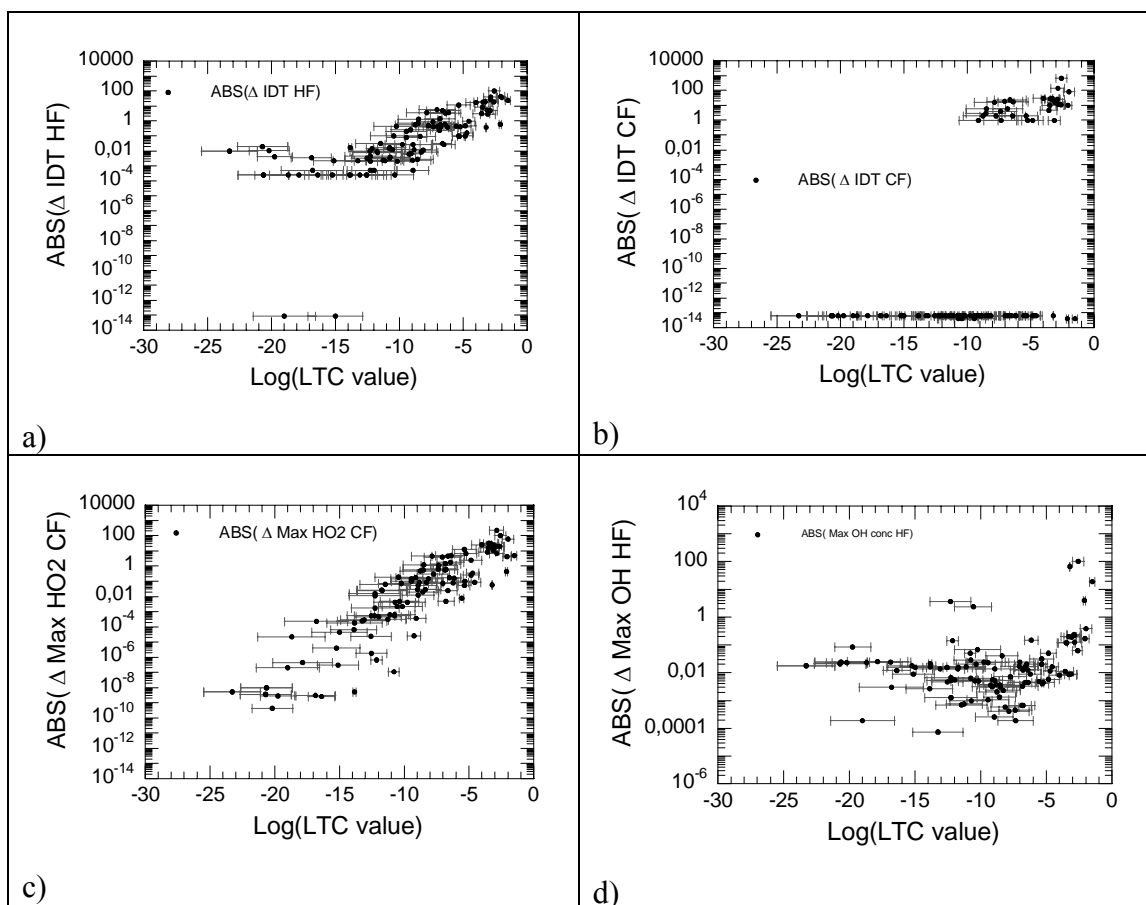 10000
100
1
0,01
10-4
10-6
10-8
10-10
10-12
10-14
ABS(Δ IDT HF)
ABS(Δ IDT HF)
-30 -25 -20 -15 -10 -5 0
Log(LTC value)
a)
10000
100
1
0,01
10-4
10-6
10-8
10-10
10-12
10-14
ABS( Δ IDT CF)
ABS(Δ IDT CF)
-30 -25 -20 -15 -10 -5 0
Log(LTC value)
b)
10000
100
1
0,01
10-4
10-6
10-8
10-10
10-12
10-14
ABS( Δ Max HO2 CF)
ABS( Δ Max HO2 CF)
-30 -25 -20 -15 -10 -5 0
Log(LTC value)
c)
104
100
1
0,01
0,0001
10-6
ABS( Δ Max OH HF)
ABS( Max OH conc HF)
-30 -25 -20 -15 -10 -5 0
Log(LTC value)
d)